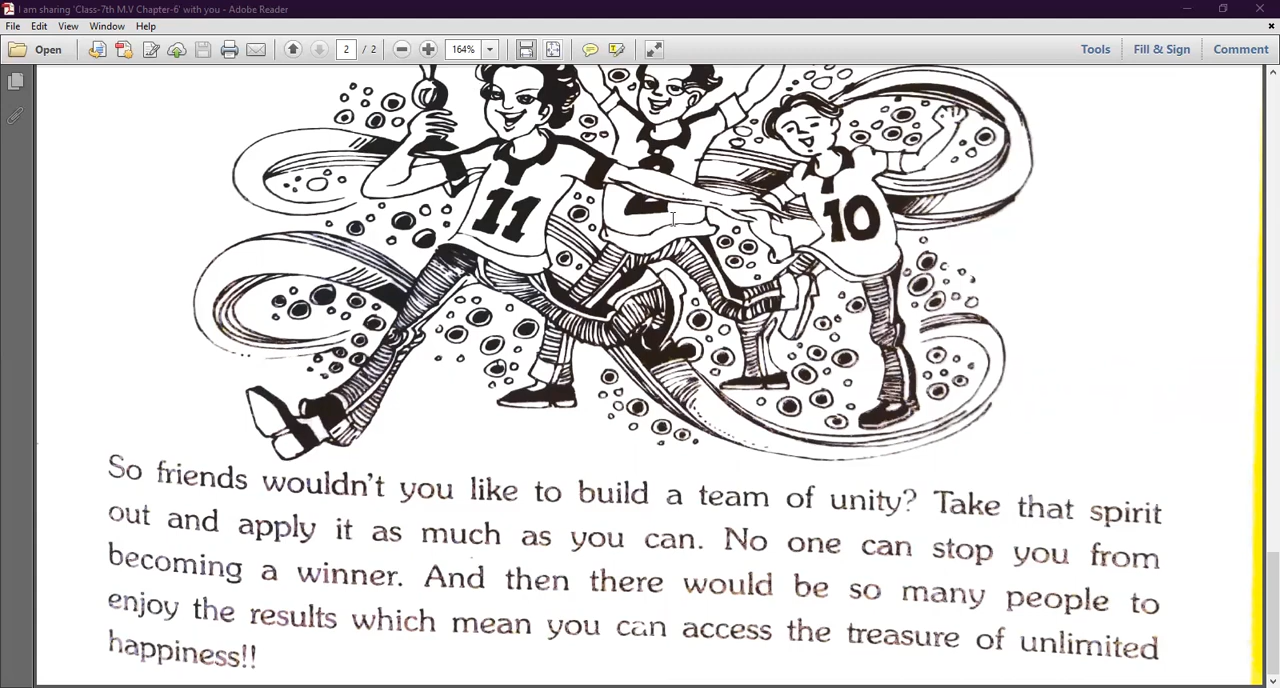 I am sharing 'Class-7th M.V Chapter-6' with you - Adobe Reader
File Edit View Window Help
Open 2 / 2 164% Tools Fill & Sign Comment
11
10
So friends wouldn't you like to build a team of unity? Take that spirit
out and apply it as much as you can. No one can stop you from
becoming a winner. And then there would be so many people to
enjoy the results which mean you can access the treasure of unlimited
happiness!!